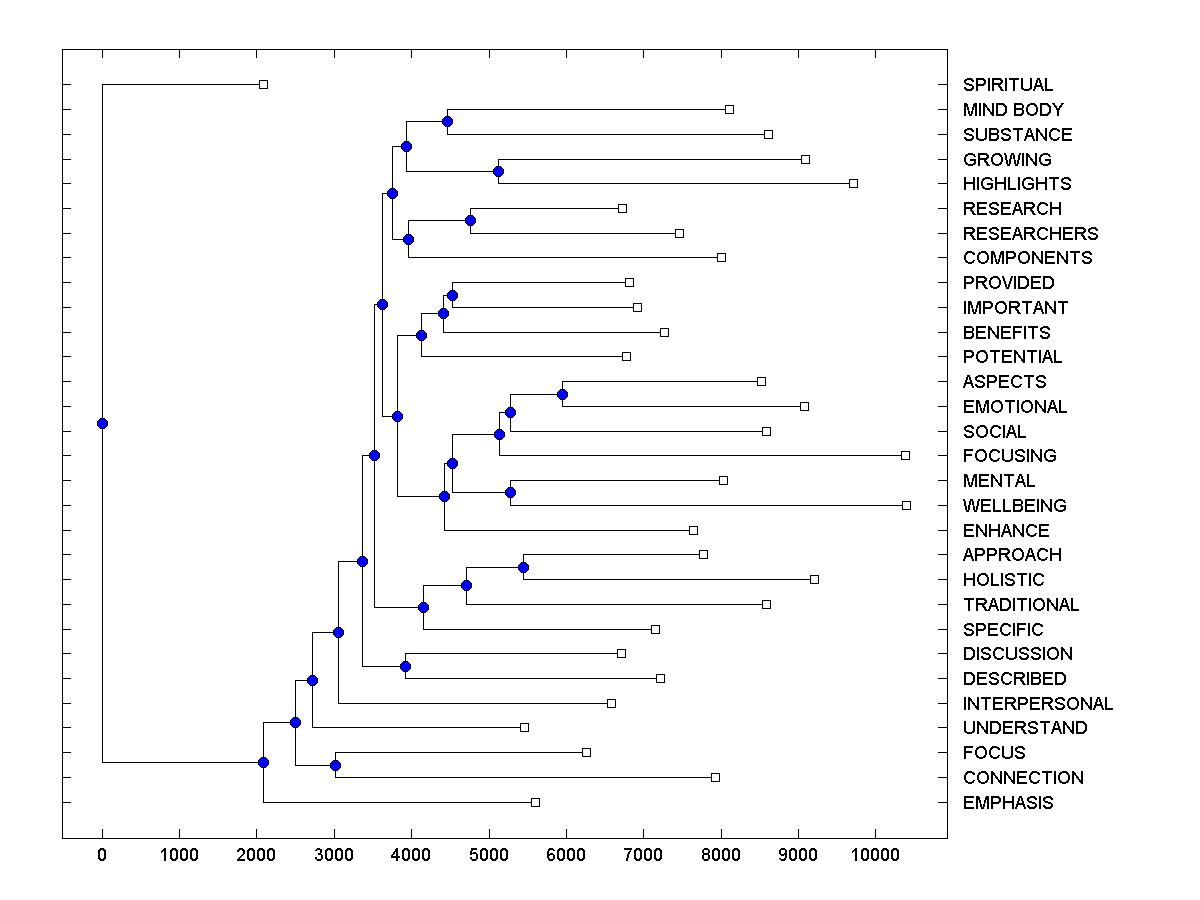 SPIRITUAL
MIND BODY
SUBSTANCE
GROWING
HIGHLIGHTS
RESEARCH
RESEARCHERS
COMPONENTS
PROVIDED
IMPORTANT
BENEFITS
POTENTIAL
ASPECTS
EMOTIONAL
SOCIAL
FOCUSING
MENTAL
WELLBEING
ENHANCE
APPROACH
HOLISTIC
TRADITIONAL
SPECIFIC
DISCUSSION
DESCRIBED
INTERPERSONAL
UNDERSTAND
FOCUS
CONNECTION
EMPHASIS
0 1000 2000 3000 4000 5000 6000 7000 8000 9000 10000